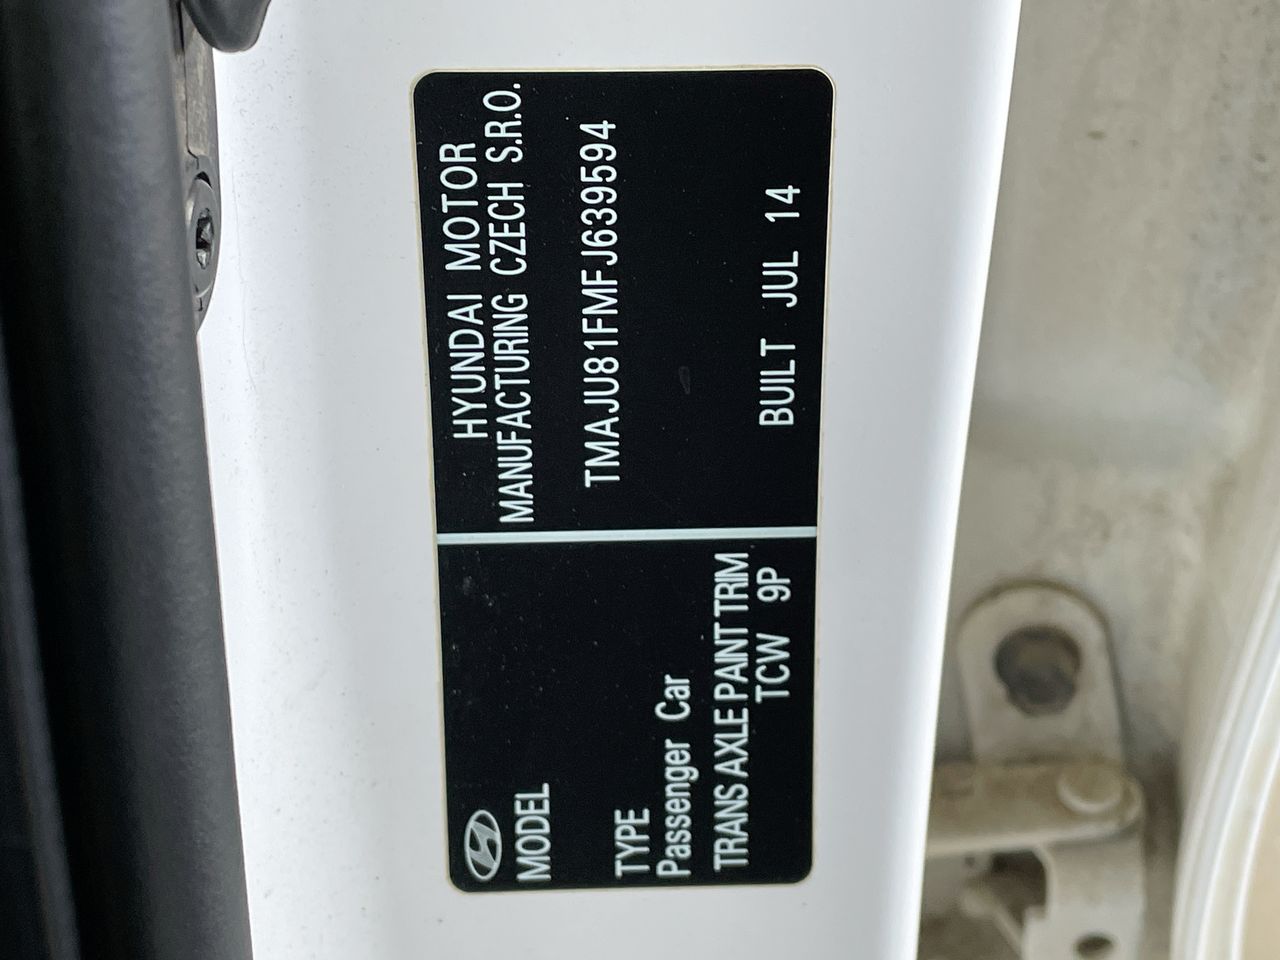 MODEL
TYPE
Passenger Car
TRANS AXLE PAINT TRIM
TCW 9P
HYUNDAI MOTOR
MANUFACTURING CZECH S.R.O.
TMAJU81FMFJ639594
BUILT JUL 14